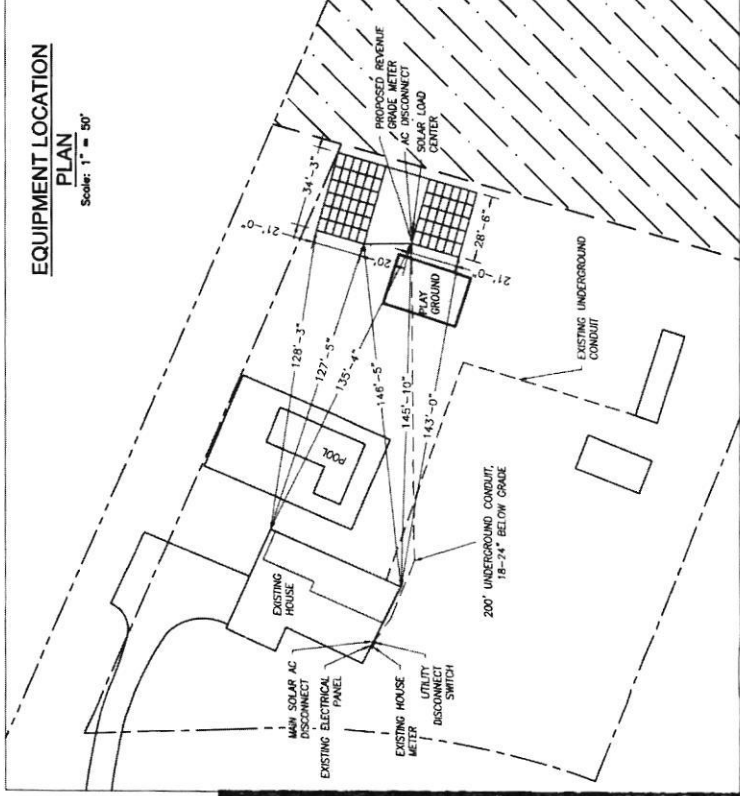 EQUIPMENT LOCATION
PLAN
Scale: 1" = 50'
34'-3"
21'-0"
20'
PROPOSED REVENUE
GRADE METER
AC DISCONNECT
SOLAR LOAD
CENTER
28'-6"
21'-0"
PLAY
GROUND
128'-3"
127'-5"
135'-4"
146'-5"
145'-10"
143'-0"
POOL
EXISTING
HOUSE
MAIN SOLAR AC
DISCONNECT
EXISTING ELECTRICAL
PANEL
EXISTING HOUSE
METER
UTILITY
DISCONNECT
SWITCH
200' UNDERGROUND CONDUIT,
18-24" BELOW GRADE
EXISTING UNDERGROUND
CONDUIT